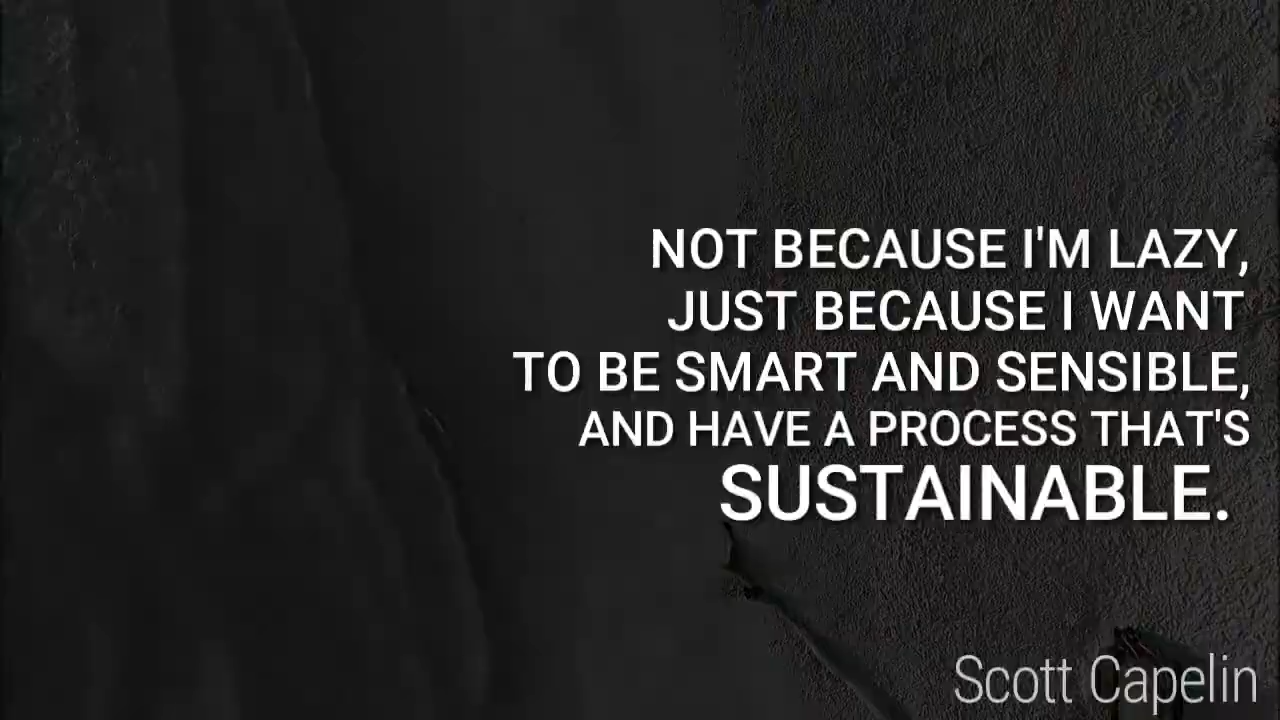 NOT BECAUSE I'M LAZY,
JUST BECAUSE I WANT
TO BE SMART AND SENSIBLE,
AND HAVE A PROCESS THAT'S
SUSTAINABLE.
Scott Capelin